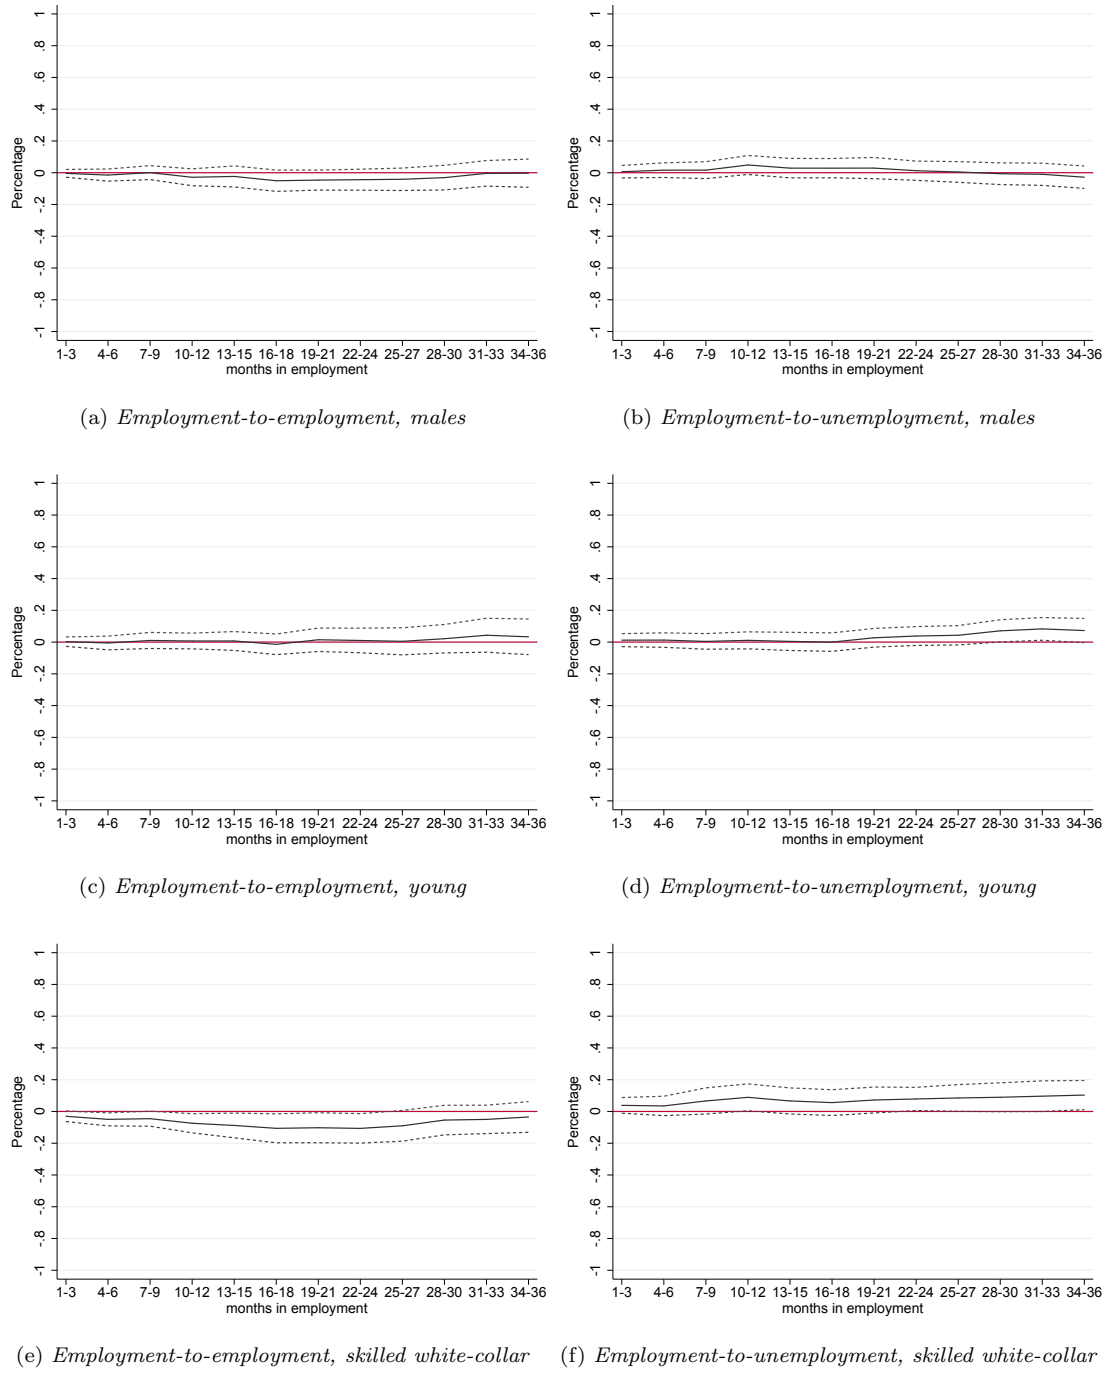 Percentage
1
.8
.6
.4
.2
0
-.2
-.4
-.6
-.8
-1
1-3 4-6 7-9 10-12 13-15 16-18 19-21 22-24 25-27 28-30 31-33 34-36
months in employment
(a) Employment-to-employment, males
Percentage
1
.8
.6
.4
.2
0
-.2
-.4
-.6
-.8
-1
1-3 4-6 7-9 10-12 13-15 16-18 19-21 22-24 25-27 28-30 31-33 34-36
months in employment
(b) Employment-to-unemployment, males
Percentage
1
.8
.6
.4
.2
0
-.2
-.4
-.6
-.8
-1
1-3 4-6 7-9 10-12 13-15 16-18 19-21 22-24 25-27 28-30 31-33 34-36
months in employment
(c) Employment-to-employment, young
Percentage
1
.8
.6
.4
.2
0
-.2
-.4
-.6
-.8
-1
1-3 4-6 7-9 10-12 13-15 16-18 19-21 22-24 25-27 28-30 31-33 34-36
months in employment
(d) Employment-to-unemployment, young
Percentage
1
.8
.6
.4
.2
0
-.2
-.4
-.6
-.8
-1
1-3 4-6 7-9 10-12 13-15 16-18 19-21 22-24 25-27 28-30 31-33 34-36
months in employment
(e) Employment-to-employment, skilled white-collar
Percentage
1
.8
.6
.4
.2
0
-.2
-.4
-.6
-.8
-1
1-3 4-6 7-9 10-12 13-15 16-18 19-21 22-24 25-27 28-30 31-33 34-36
months in employment
(f) Employment-to-unemployment, skilled white-collar